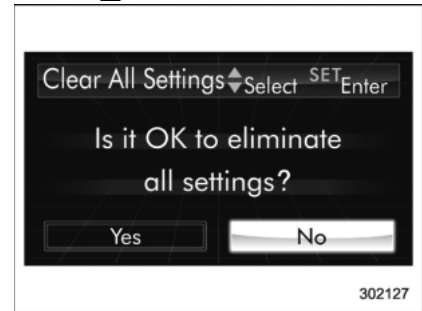 Clear All Settings Select SET Enter
Is it OK to eliminate
all settings?
Yes No
302127